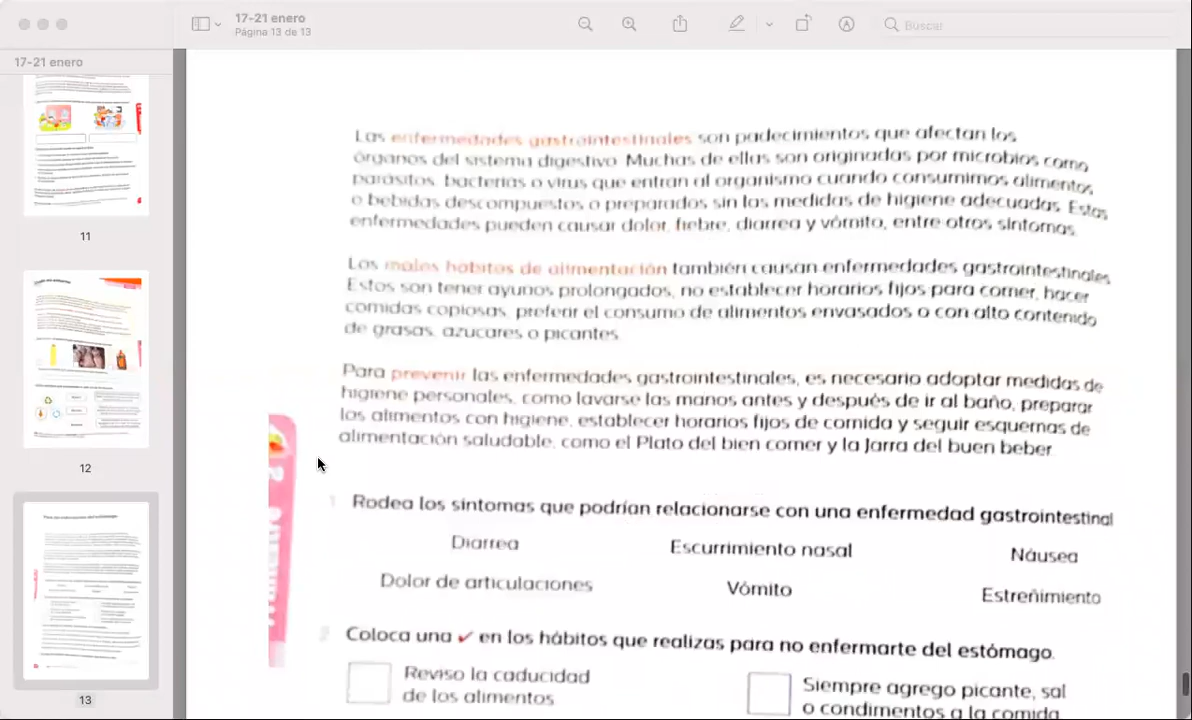 17-21 enero
Página 13 de 13
Buscar
17-21 enero
11
12
13
Las enfermedades gastrointestinales son padecimientos que afectan los
órganos del sistema digestivo. Muchas de ellas son originadas por microbios como
parásitos, bacterias o virus que entran al organismo cuando consumimos alimentos
o bebidas descompuestos o preparados sin las medidas de higiene adecuadas. Estas
enfermedades pueden causar dolor, fiebre, diarrea y vómito, entre otros síntomas.
Los malos hábitos de alimentación también causan enfermedades gastrointestinales.
Estos son tener ayunos prolongados, no establecer horarios fijos para comer, hacer
comidas copiosas, preferir el consumo de alimentos envasados o con alto contenido
de grasas, azúcares o picantes.
Para prevenir las enfermedades gastrointestinales, es necesario adoptar medidas de
higiene personales, como lavarse las manos antes y después de ir al baño, preparar
los alimentos con higiene, establecer horarios fijos de comida y seguir esquemas de
alimentación saludable, como el Plato del bien comer y la Jarra del buen beber.
1 Rodea los síntomas que podrían relacionarse con una enfermedad gastrointestinal
Diarrea Escurrimiento nasal Náusea
Dolor de articulaciones Vómito Estreñimiento
2 Coloca una ✓ en los hábitos que realizas para no enfermarte del estómago.
Reviso la caducidad
de los alimentos
Siempre agrego picante, sal
o condimentos a la comida